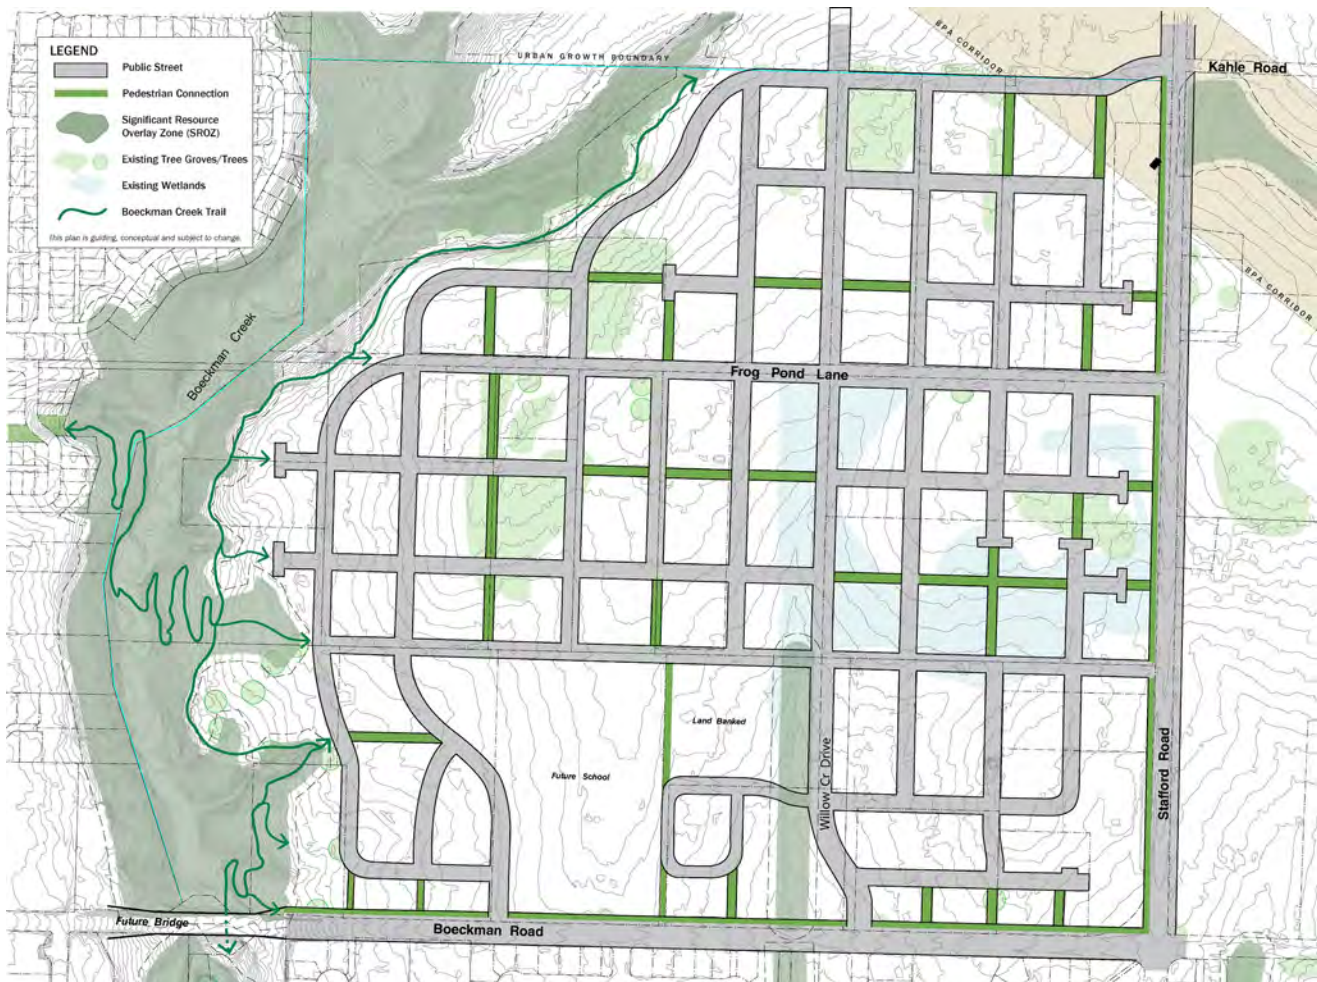 LEGEND
Public Street
Pedestrian Connection
Significant Resource
Overlay Zone (SROZ)
Existing Tree Groves/Trees
Existing Wetlands
Boeckman Creek Trail
This plan is guiding, conceptual and subject to change.
URBAN GROWTH BOUNDARY
BPA CORRIDOR
Kahle Road
BPA CORRIDOR
Boeckman Creek
Frog Pond Lane
Land Banked
Future School
Willow Cr Drive
Stafford Road
Future Bridge
Boeckman Road